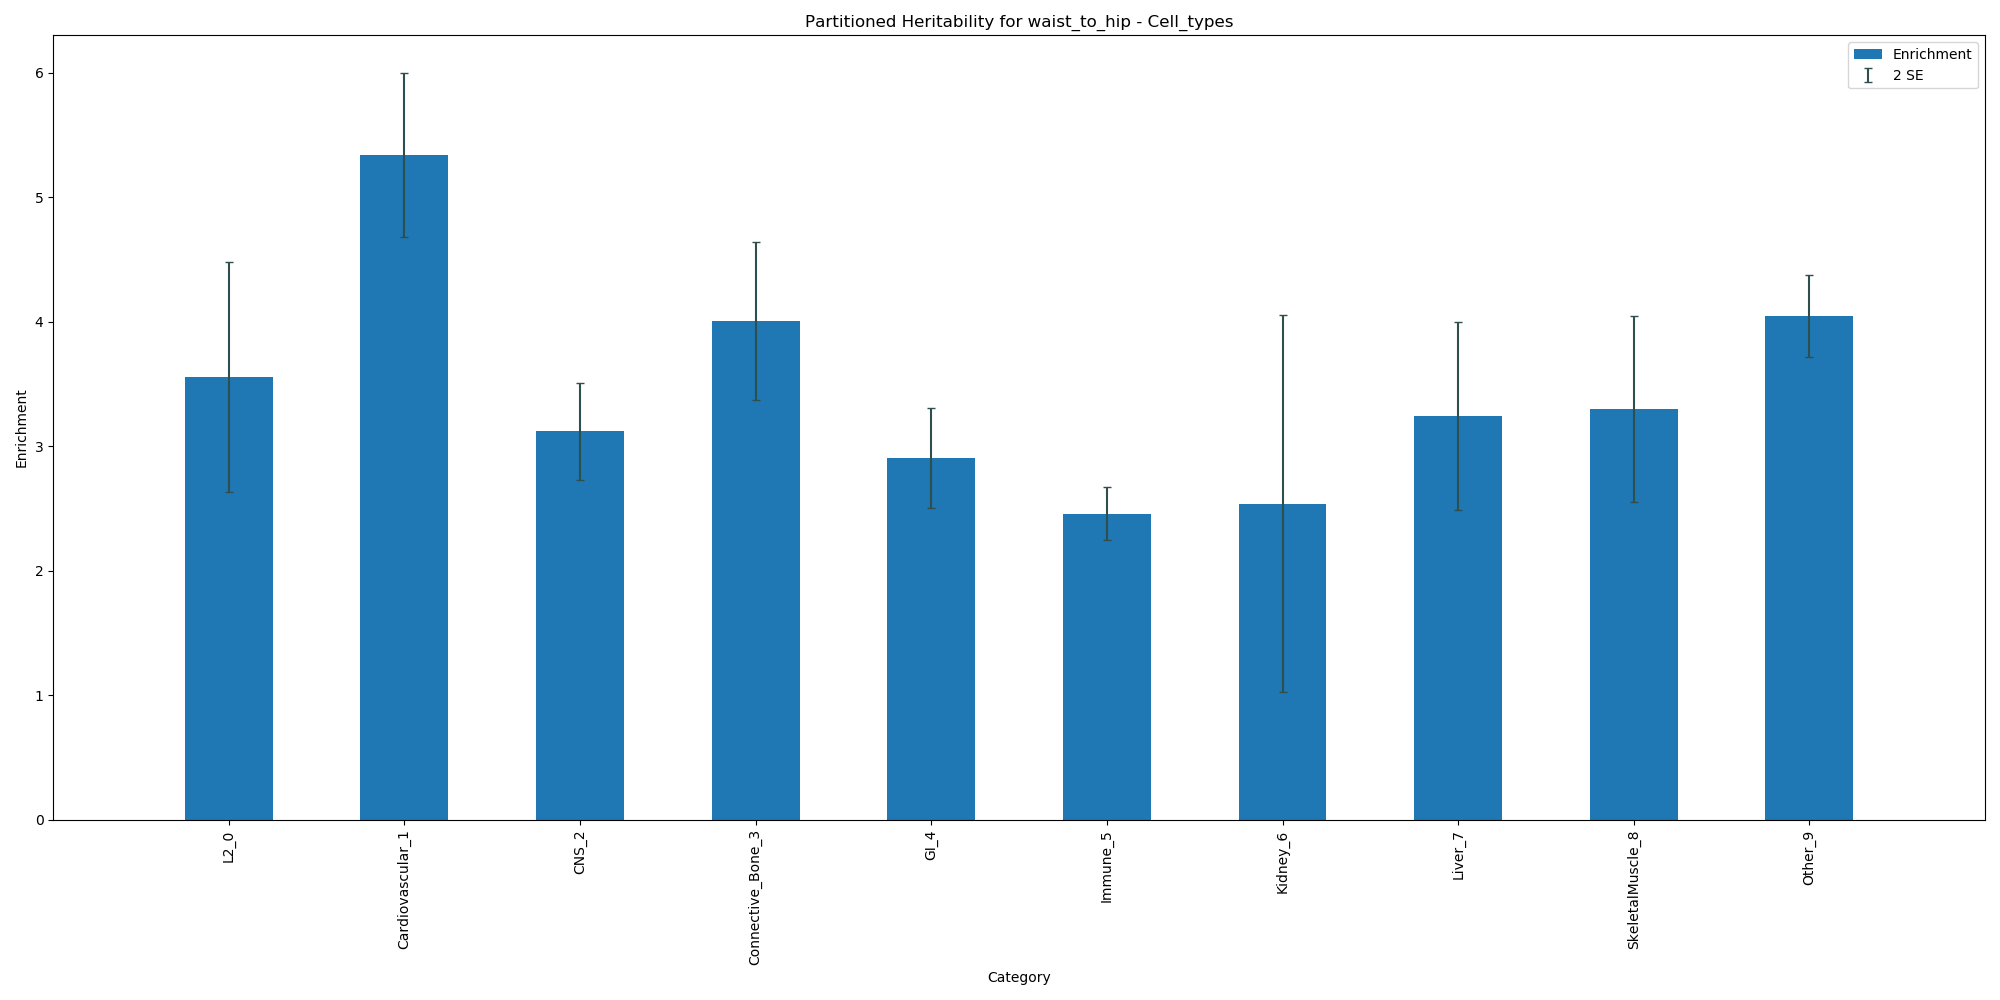 Partitioned Heritability for waist_to_hip - Cell_types
Enrichment
2 SE
6
5
4
3
2
1
0
Enrichment
L2_0
Cardiovascular_1
CNS_2
Connective_Bone_3
GI_4
Immune_5
Kidney_6
Liver_7
SkeletalMuscle_8
Other_9
Category